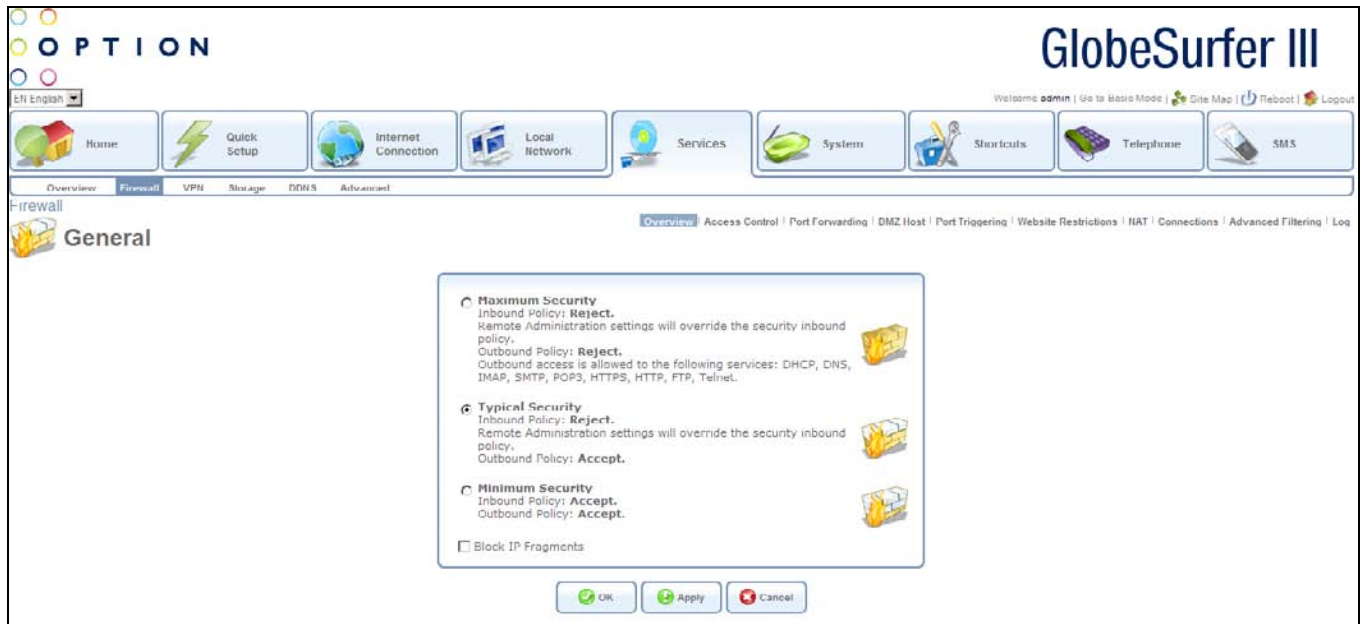 OPTION
GlobeSurfer III
EN English
Welcome admin | Go to Basic Mode | Site Map | Reboot | Logout
Home
Quick Setup
Internet Connection
Local Network
Services
System
Shortcuts
Telephone
SMS
Overview Firewall VPN Storage DDNS Advanced
Firewall
General
Overview | Access Control | Port Forwarding | DMZ Host | Port Triggering | Website Restrictions | NAT | Connections | Advanced Filtering | Log
Maximum Security
Inbound Policy: Reject.
Remote Administration settings will override the security inbound
policy.
Outbound Policy: Reject.
Outbound access is allowed to the following services: DHCP, DNS,
IMAP, SMTP, POP3, HTTPS, HTTP, FTP, Telnet.
Typical Security
Inbound Policy: Reject.
Remote Administration settings will override the security inbound
policy.
Outbound Policy: Accept.
Minimum Security
Inbound Policy: Accept.
Outbound Policy: Accept.
Block IP Fragments
OK
Apply
Cancel